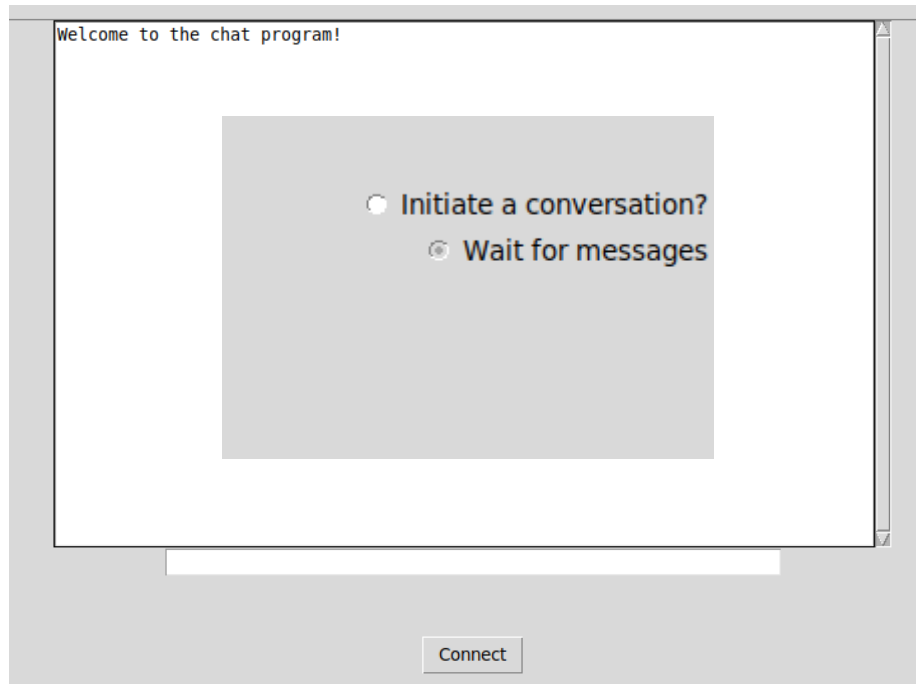 Welcome to the chat program!
Initiate a conversation?
Wait for messages
Connect